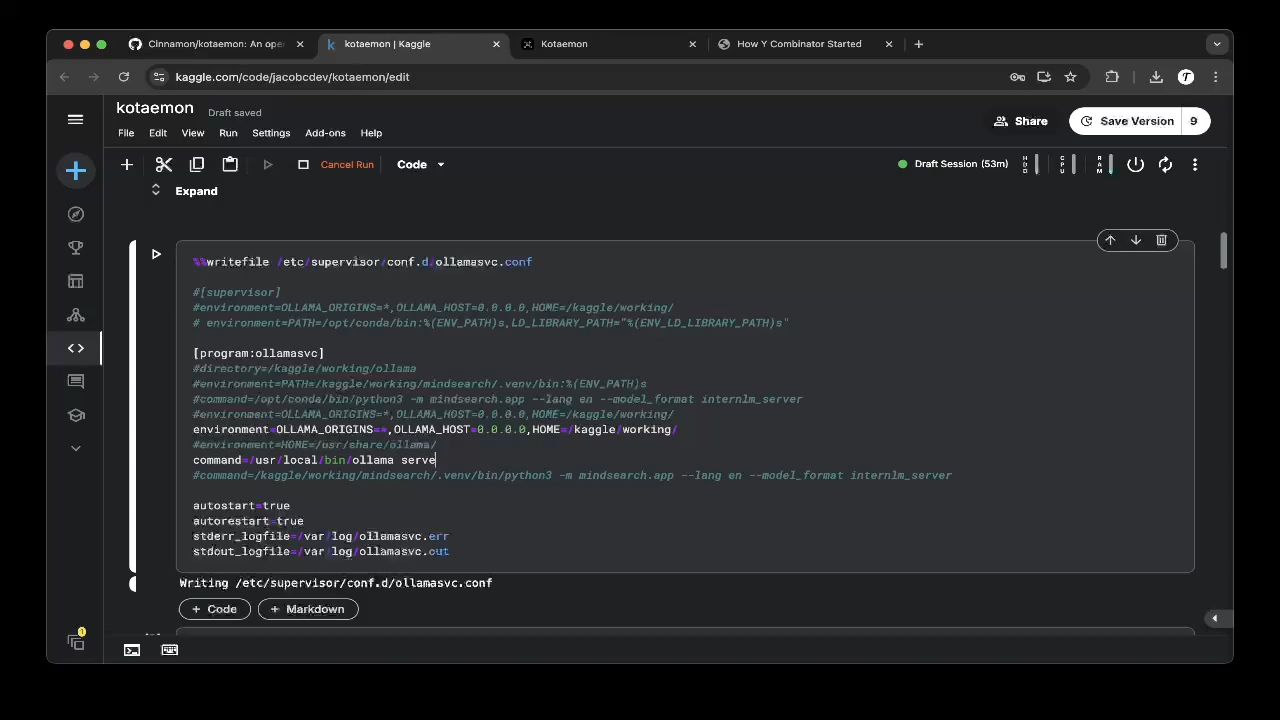 Cinnamon/kotaemon: An ope
kotaemon | Kaggle
Kotaemon
How Y Combinator Started
kaggle.com/code/jacobcdev/kotaemon/edit
kotaemon
Draft saved
File Edit View Run Settings Add-ons Help
Share
Save Version 9
Cancel Run
Code
Draft Session (53m)
HDD
CPU
RAM
Expand
%%writefile /etc/supervisor/conf.d/ollamasvc.conf
#[supervisor]
#environment=OLLAMA_ORIGINS=*,OLLAMA_HOST=0.0.0.0,HOME=/kaggle/working/
# environment=PATH=/opt/conda/bin:%(ENV_PATH)s,LD_LIBRARY_PATH="%(ENV_LD_LIBRARY_PATH)s"
[program:ollamasvc]
#directory=/kaggle/working/ollama
#environment=PATH=/kaggle/working/mindsearch/.venv/bin:%(ENV_PATH)s
#command=/opt/conda/bin/python3 -m mindsearch.app --lang en --model_format internlm_server
#environment=OLLAMA_ORIGINS=*,OLLAMA_HOST=0.0.0.0,HOME=/kaggle/working/
environment=OLLAMA_ORIGINS=*,OLLAMA_HOST=0.0.0.0,HOME=/kaggle/working/
#environment=HOME=/usr/share/ollama/
command=/usr/local/bin/ollama serve
#command=/kaggle/working/mindsearch/.venv/bin/python3 -m mindsearch.app --lang en --model_format internlm_server
autostart=true
autorestart=true
stderr_logfile=/var/log/ollamasvc.err
stdout_logfile=/var/log/ollamasvc.out
Writing /etc/supervisor/conf.d/ollamasvc.conf
+ Code
+ Markdown
1